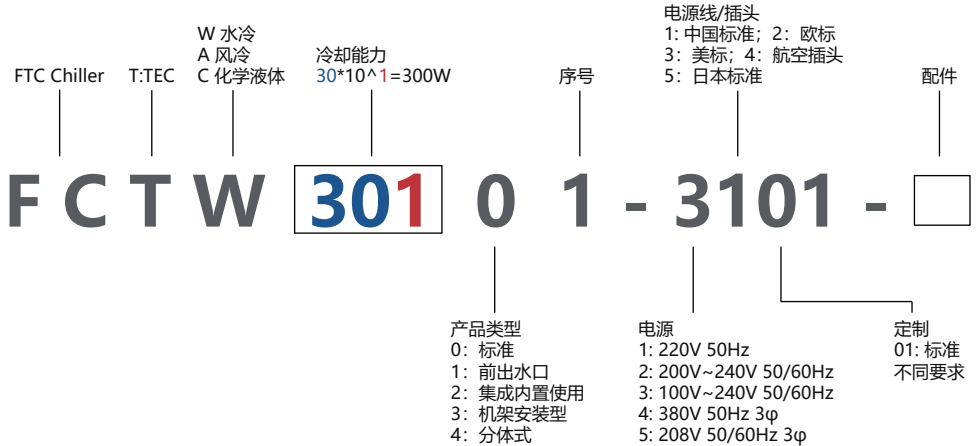 W 水冷
A 风冷
C 化学液体
FTC Chiller
T:TEC
冷却能力
30*10^1=300W
序号
电源线/插头
1: 中国标准；2：欧标
3：美标；4：航空插头
5：日本标准
配件
F C T W 301 0 1 - 3101 - □
产品类型
0：标准
1：前出水口
2：集成内置使用
3：机架安装型
4：分体式
电源
1: 220V 50Hz
2: 200V~240V 50/60Hz
3: 100V~240V 50/60Hz
4: 380V 50Hz 3φ
5: 208V 50/60Hz 3φ
定制
01: 标准
不同要求